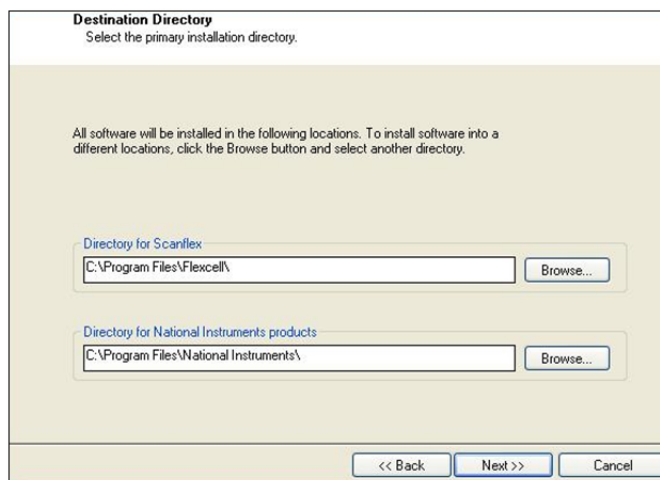 Destination Directory
Select the primary installation directory.
All software will be installed in the following locations. To install software into a
different locations, click the Browse button and select another directory.
Directory for Scanflex
C:\Program Files\Flexcell\
Browse...
Directory for National Instruments products
C:\Program Files\National Instruments\
Browse...
<< Back
Next >>
Cancel